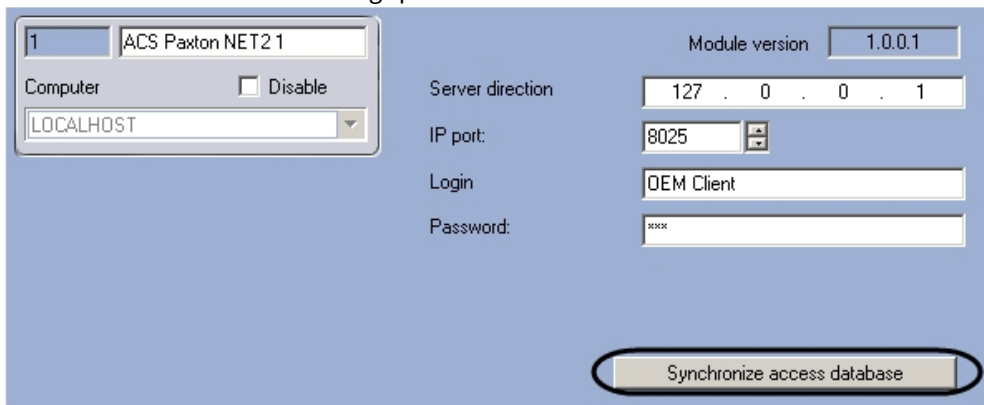 1 ACS Paxton NET2 1
Computer Disable
LOCALHOST
Module version 1.0.0.1
Server direction 127 . 0 . 0 . 1
IP port: 8025
Login OEM Client
Password: ***
Synchronize access database